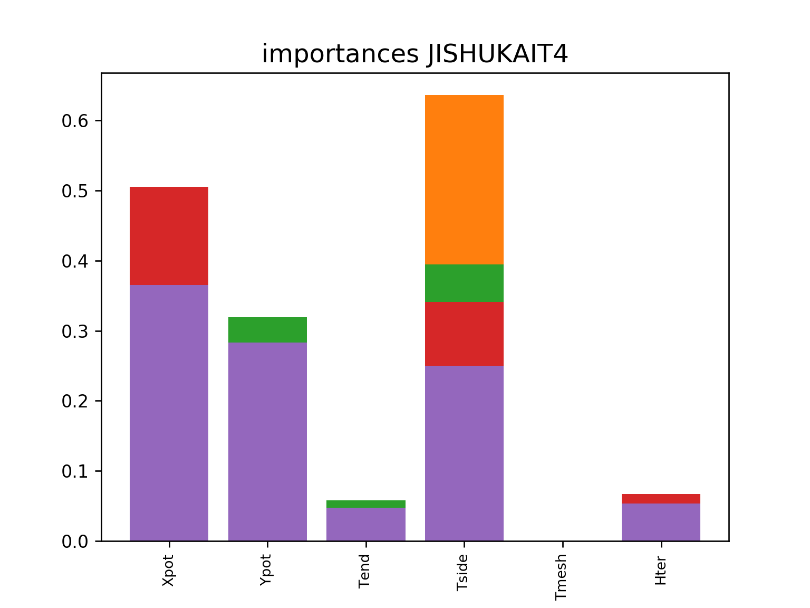 importances JISHUKAIT4
0.6
0.5
0.4
0.3
0.2
0.1
0.0
Xpot
Ypot
Tend
Tside
Tmesh
Hter